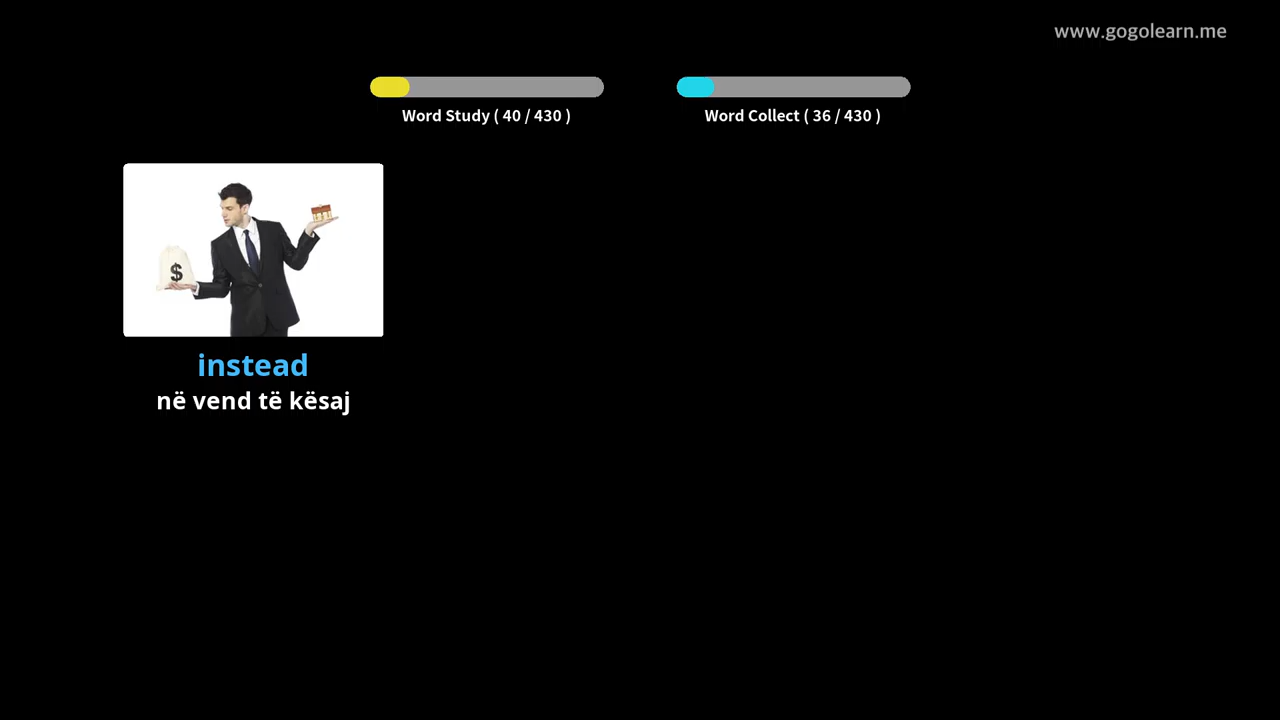 www.gogolearn.me
Word Study ( 40 / 430 )
Word Collect ( 36 / 430 )
$
instead
në vend të kësaj